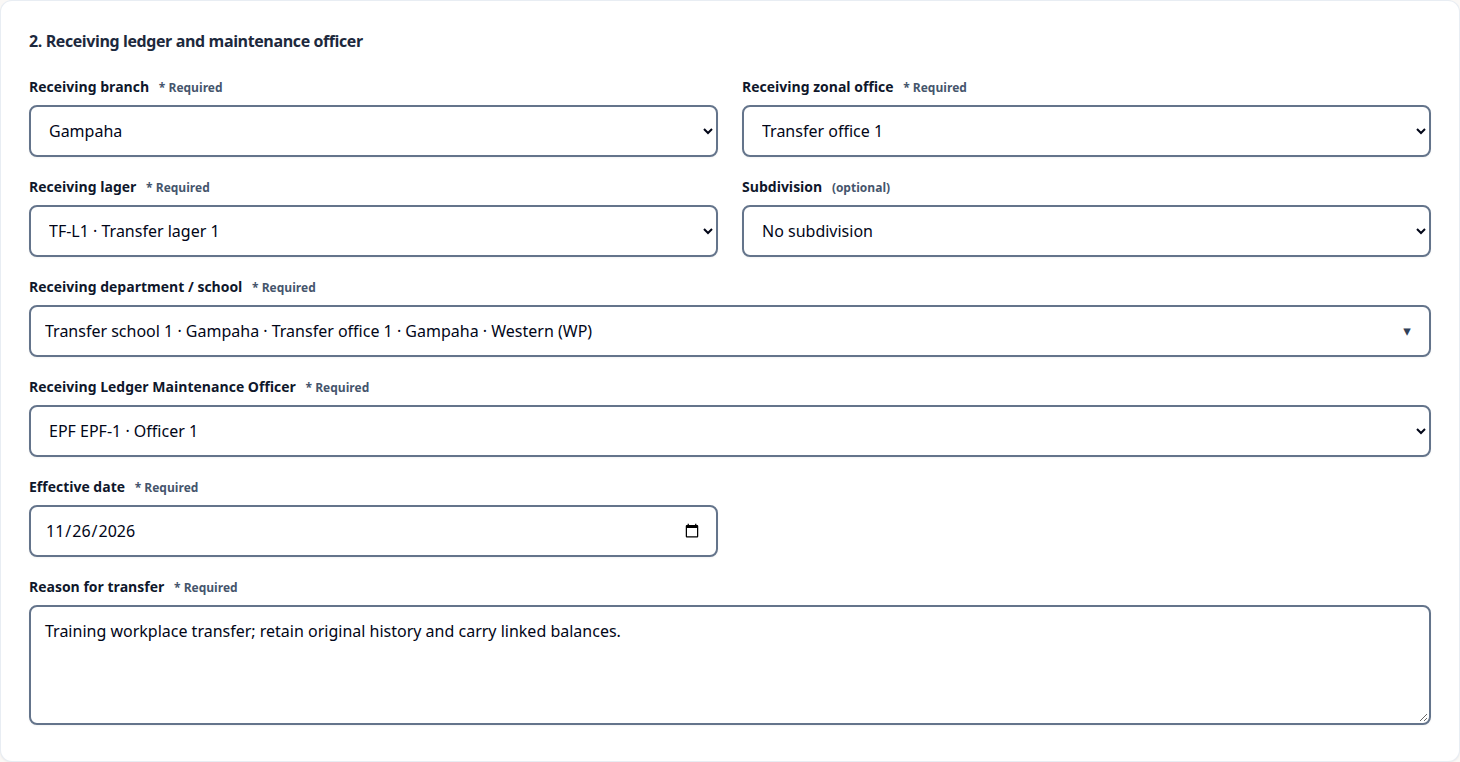 2. Receiving ledger and maintenance officer
Receiving branch * Required
Gampaha
Receiving zonal office * Required
Transfer office 1
Receiving lager * Required
TF-L1 · Transfer lager 1
Subdivision (optional)
No subdivision
Receiving department / school * Required
Transfer school 1 · Gampaha · Transfer office 1 · Gampaha · Western (WP)
Receiving Ledger Maintenance Officer * Required
EPF EPF-1 · Officer 1
Effective date * Required
11/26/2026
Reason for transfer * Required
Training workplace transfer; retain original history and carry linked balances.